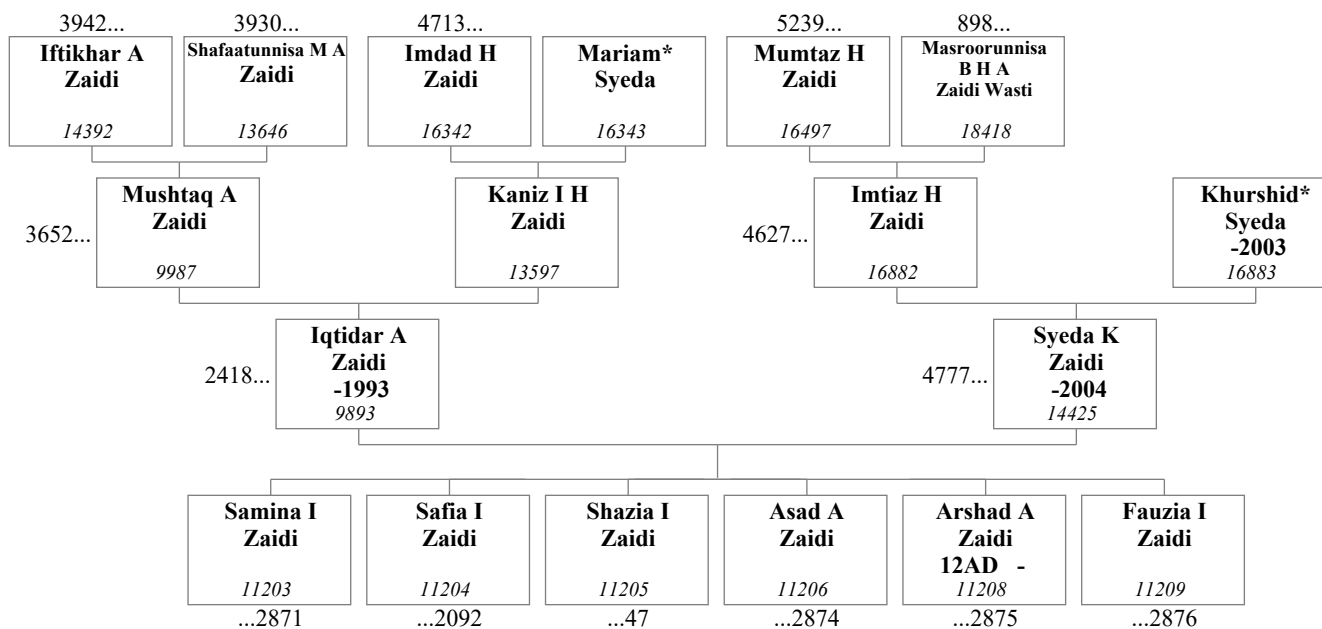 3942...
3930...
4713...
5239...
898...
Iftikhar A
Zaidi
14392
Shafaatunnisa M A
Zaidi
13646
Imdad H
Zaidi
16342
Mariam*
Syeda
16343
Mumtaz H
Zaidi
16497
Masroorunnisa
B H A
Zaidi Wasti
18418
3652...
Mushtaq A
Zaidi
9987
Kaniz I H
Zaidi
13597
4627...
Imtiaz H
Zaidi
16882
Khurshid*
Syeda
-2003
16883
2418...
Iqtidar A
Zaidi
-1993
9893
4777...
Syeda K
Zaidi
-2004
14425
Samina I
Zaidi
11203
...2871
Safia I
Zaidi
11204
...2092
Shazia I
Zaidi
11205
...47
Asad A
Zaidi
11206
...2874
Arshad A
Zaidi
12AD -
11208
...2875
Fauzia I
Zaidi
11209
...2876